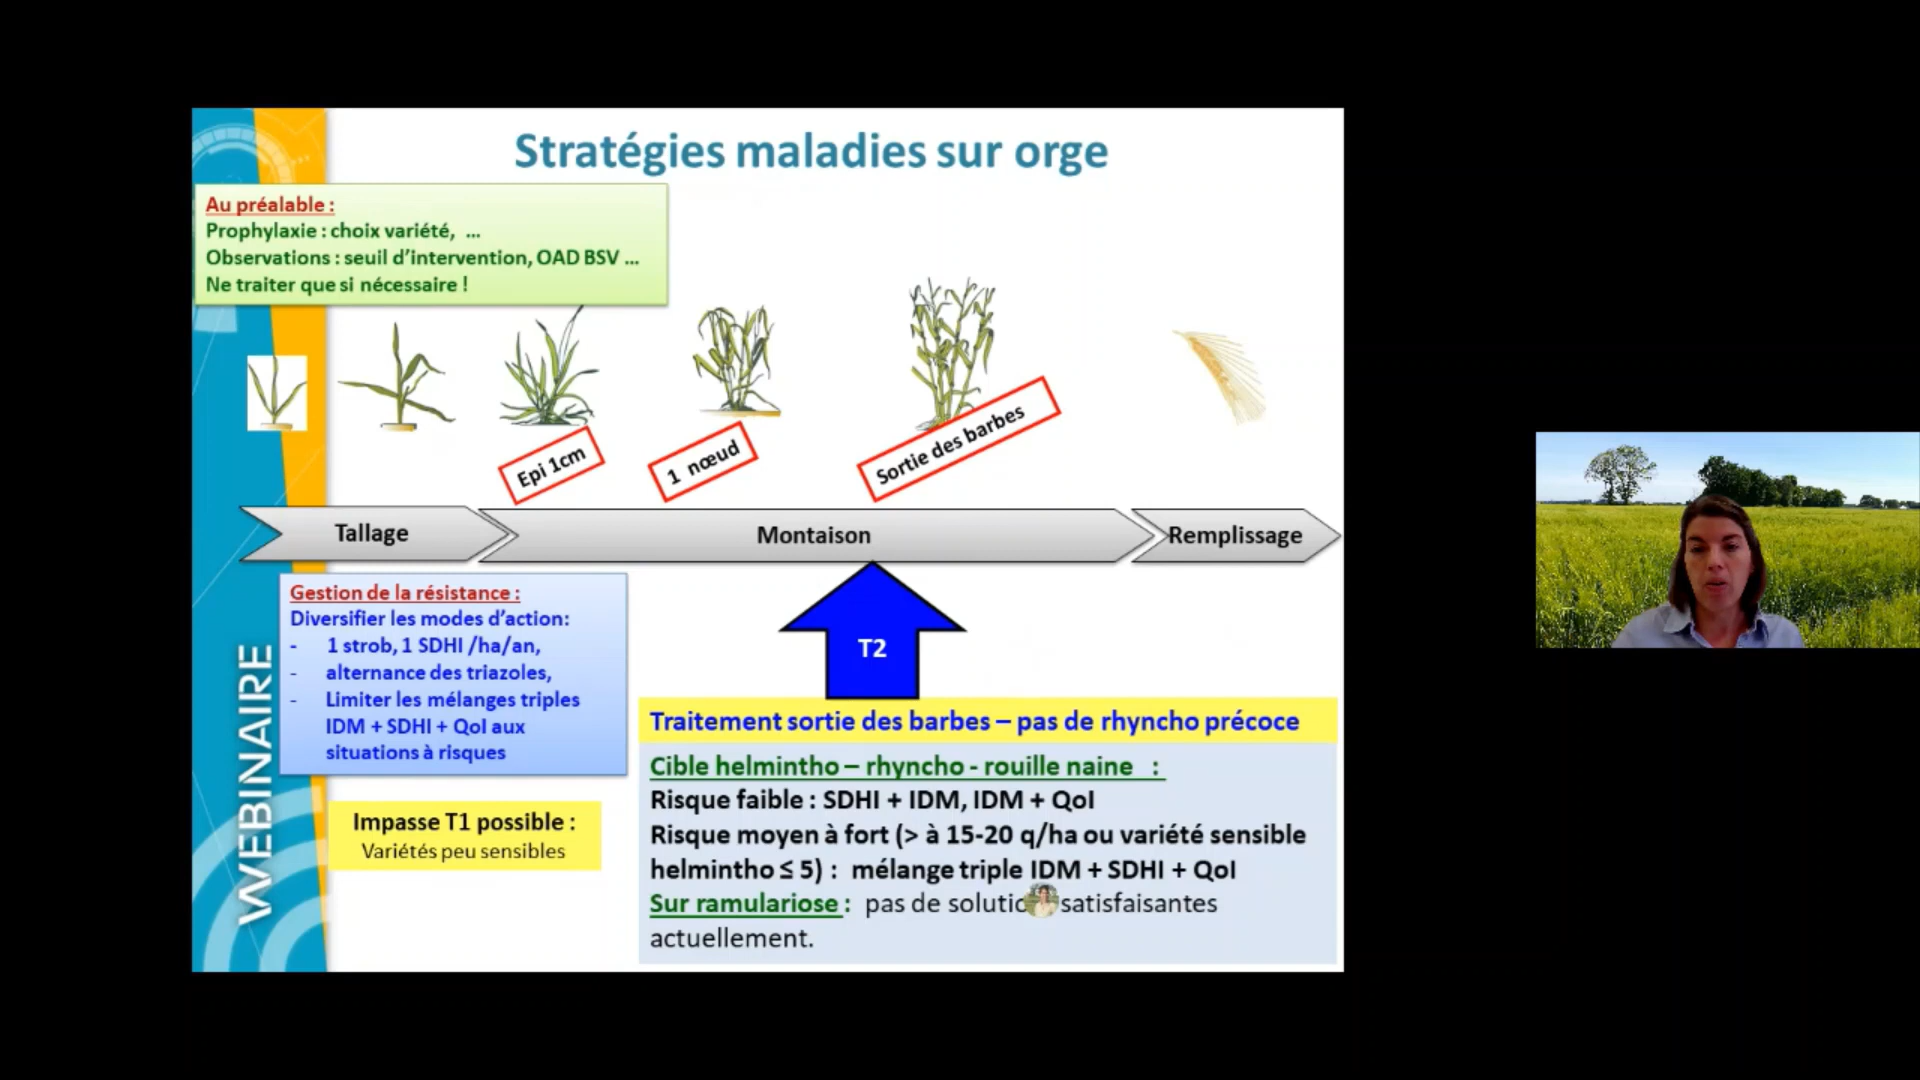 Stratégies maladies sur orge
Au préalable :
Prophylaxie : choix variété, ...
Observations : seuil d'intervention, OAD BSV ...
Ne traiter que si nécessaire !
Epi 1cm
1 nœud
Sortie des barbes
Tallage
Montaison
Remplissage
Gestion de la résistance :
Diversifier les modes d'action:
- 1 strob, 1 SDHI /ha/an,
- alternance des triazoles,
- Limiter les mélanges triples
IDM + SDHI + QoI aux
situations à risques
T2
WEBINAIRE
Impasse T1 possible :
Variétés peu sensibles
Traitement sortie des barbes – pas de rhyncho précoce
Cible helmintho – rhyncho - rouille naine :
Risque faible : SDHI + IDM, IDM + QoI
Risque moyen à fort (> à 15-20 q/ha ou variété sensible
helmintho ≤ 5) : mélange triple IDM + SDHI + QoI
Sur ramulariose : pas de satisfaisantes
actuellement.